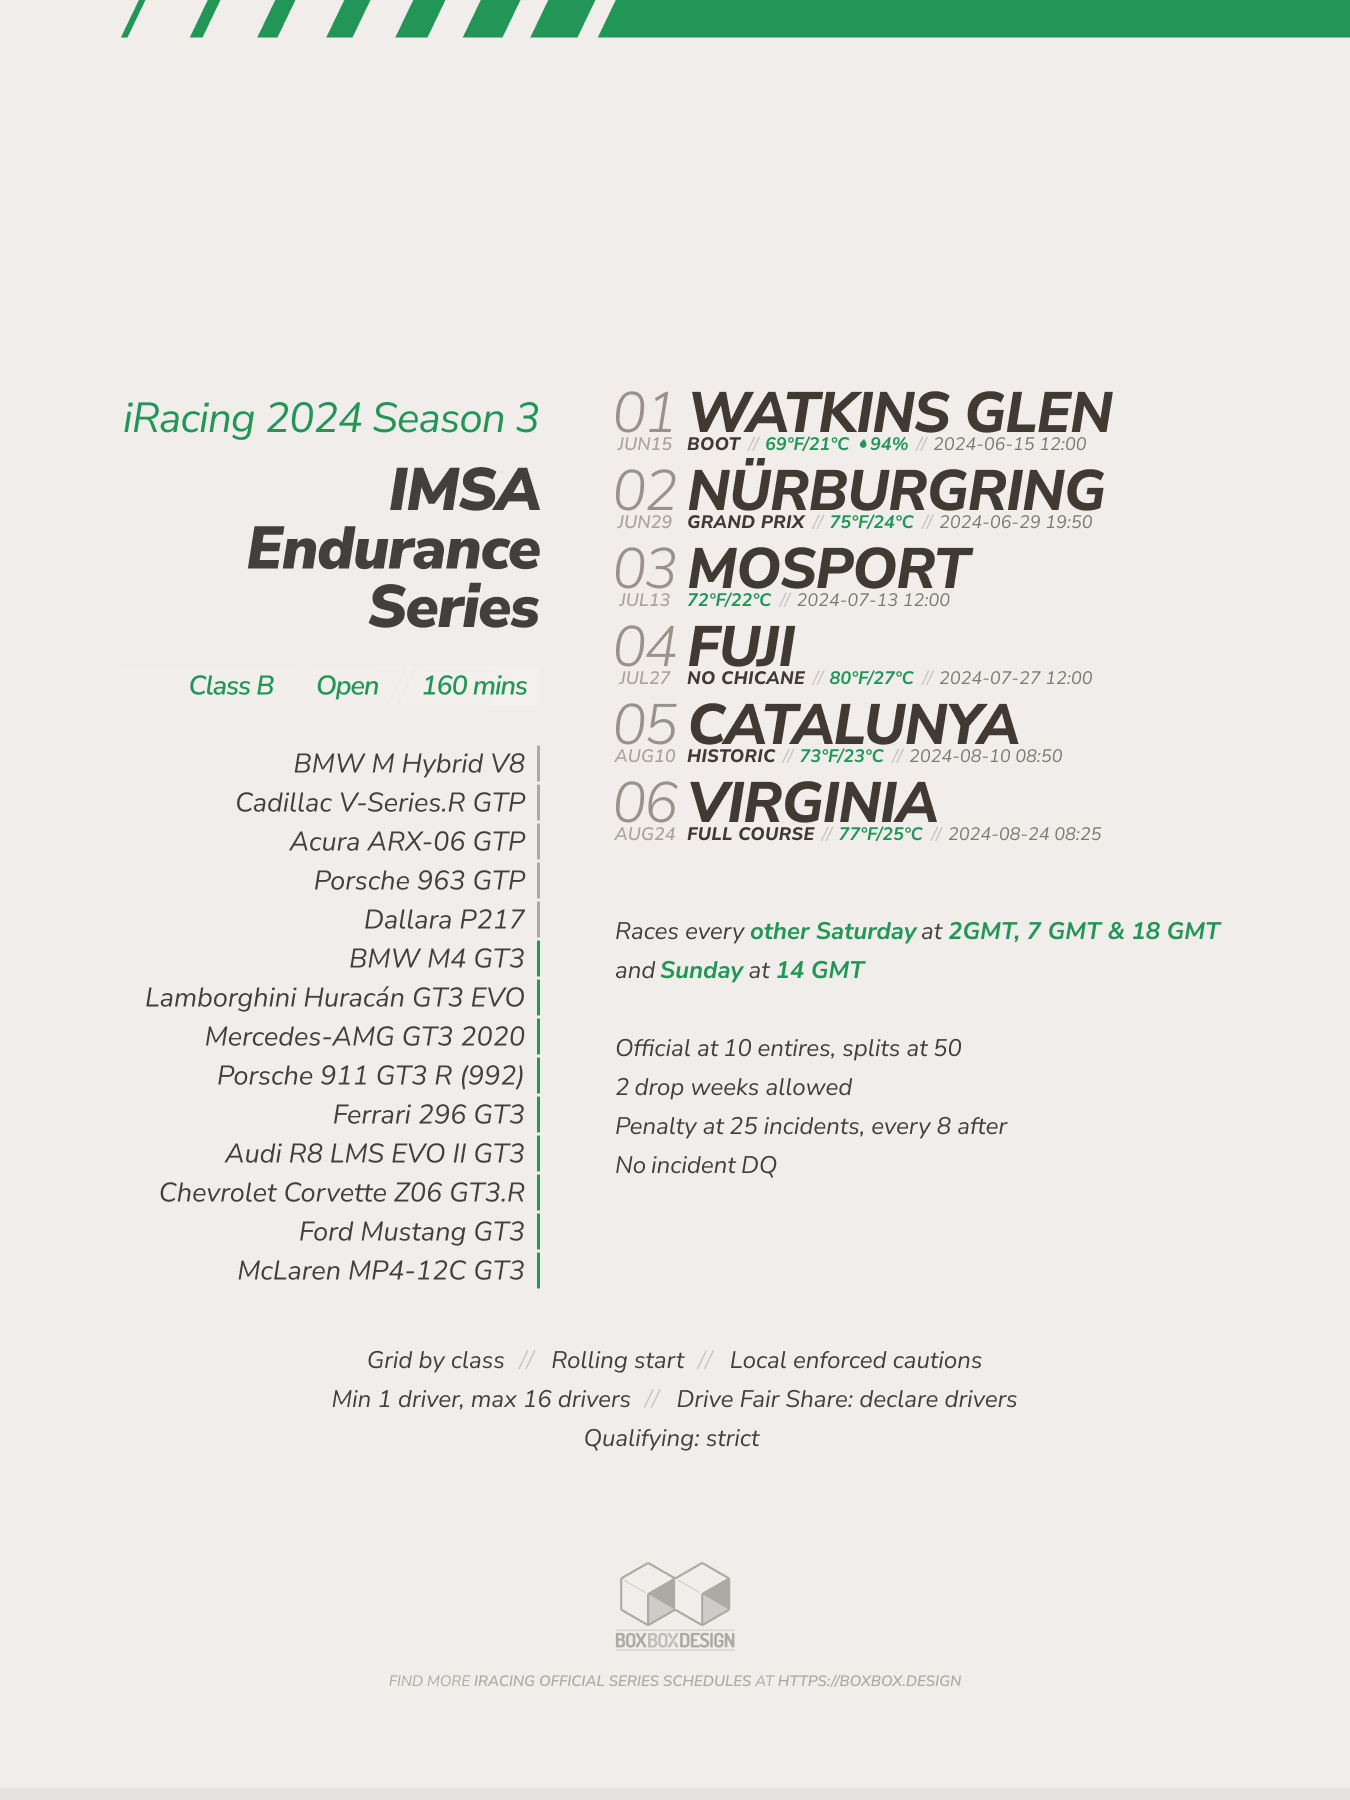 iRacing 2024 Season 3
IMSA
Endurance
Series
Class B Open 160 mins
BMW M Hybrid V8
Cadillac V-Series.R GTP
Acura ARX-06 GTP
Porsche 963 GTP
Dallara P217
BMW M4 GT3
Lamborghini Huracán GT3 EVO
Mercedes-AMG GT3 2020
Porsche 911 GT3 R (992)
Ferrari 296 GT3
Audi R8 LMS EVO II GT3
Chevrolet Corvette Z06 GT3.R
Ford Mustang GT3
McLaren MP4-12C GT3
01 WATKINS GLEN
JUN15 BOOT // 69°F/21°C 94% // 2024-06-15 12:00
02 NÜRBURGRING
JUN29 GRAND PRIX // 75°F/24°C // 2024-06-29 19:50
03 MOSPORT
JUL13 72°F/22°C // 2024-07-13 12:00
04 FUJI
JUL27 NO CHICANE // 80°F/27°C // 2024-07-27 12:00
05 CATALUNYA
AUG10 HISTORIC // 73°F/23°C // 2024-08-10 08:50
06 VIRGINIA
AUG24 FULL COURSE // 77°F/25°C // 2024-08-24 08:25
Races every other Saturday at 2GMT, 7 GMT & 18 GMT
and Sunday at 14 GMT
Official at 10 entires, splits at 50
2 drop weeks allowed
Penalty at 25 incidents, every 8 after
No incident DQ
Grid by class // Rolling start // Local enforced cautions
Min 1 driver, max 16 drivers // Drive Fair Share: declare drivers
Qualifying: strict
BOXBOXDESIGN
FIND MORE IRACING OFFICIAL SERIES SCHEDULES AT HTTPS://BOXBOX.DESIGN